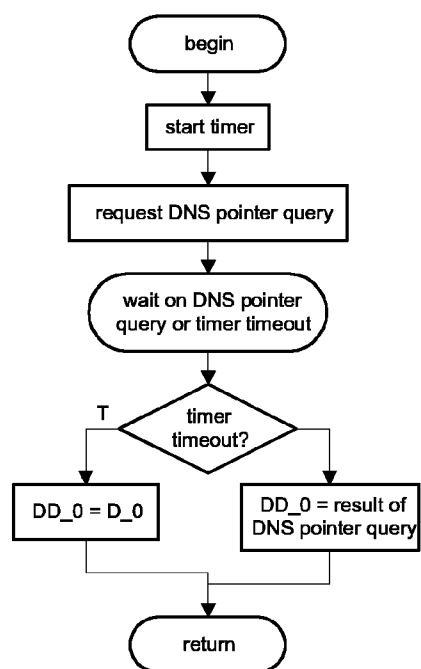 begin
start timer
request DNS pointer query
wait on DNS pointer
query or timer timeout
T
timer
timeout?
DD_0 = D_0
DD_0 = result of
DNS pointer query
return